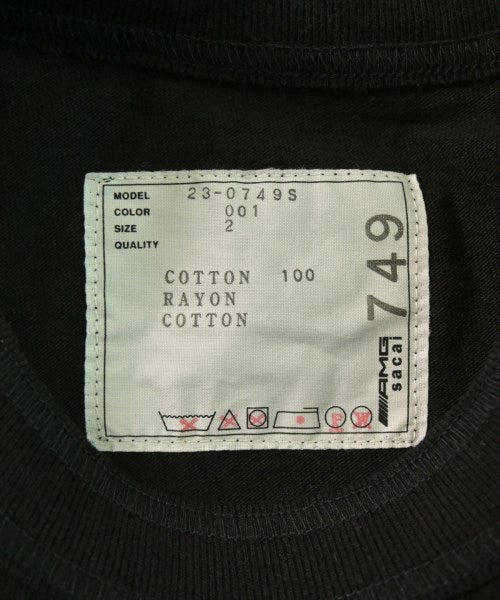 MODEL 23-0749S
COLOR 001
SIZE 2
QUALITY
COTTON 100
RAYON
COTTON
749
AMG
sacai
P W